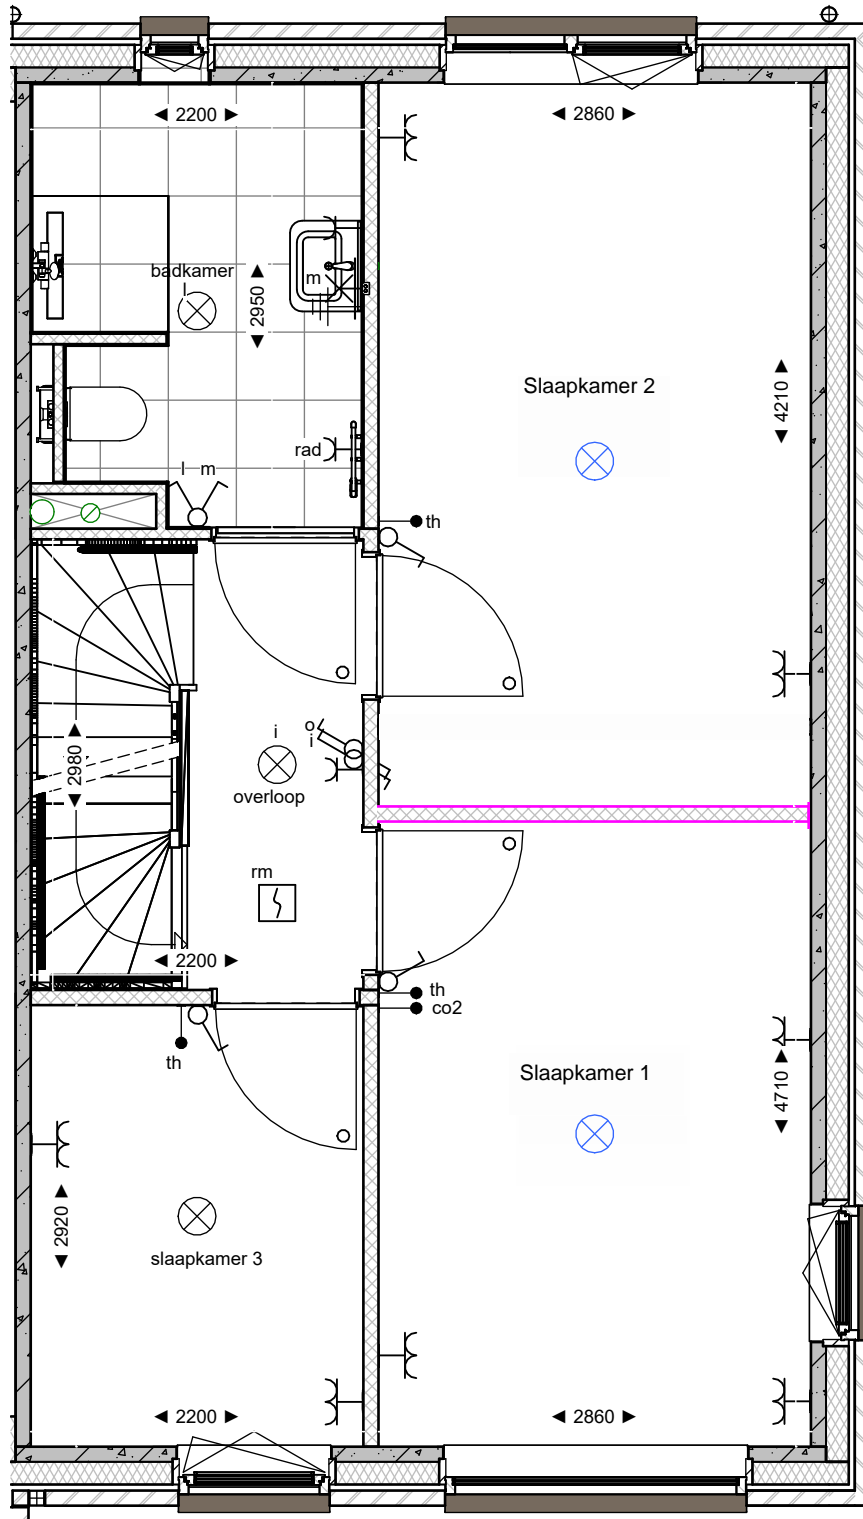 2200
2860
badkamer
l
m
2950
Slaapkamer 2
4210
rad
l m
th
i
o
i
2980
overloop
rm
2200
th
co2
th
Slaapkamer 1
4710
2920
slaapkamer 3
2200
2860